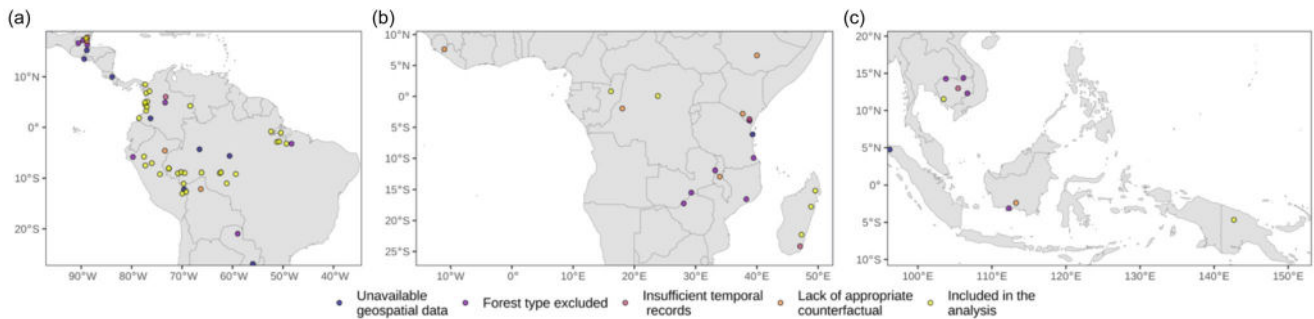 (a)
(b)
(c)
10°N
0°
10°S
20°S
90°W
80°W
70°W
60°W
50°W
40°W
10°N
5°N
0°
5°S
10°S
15°S
20°S
25°S
10°W
0°
10°E
20°E
30°E
40°E
50°E
20°N
15°N
10°N
5°N
0°
5°S
10°S
100°E
110°E
120°E
130°E
140°E
150°E
Unavailable geospatial data
Forest type excluded
Insufficient temporal records
Lack of appropriate counterfactual
Included in the analysis